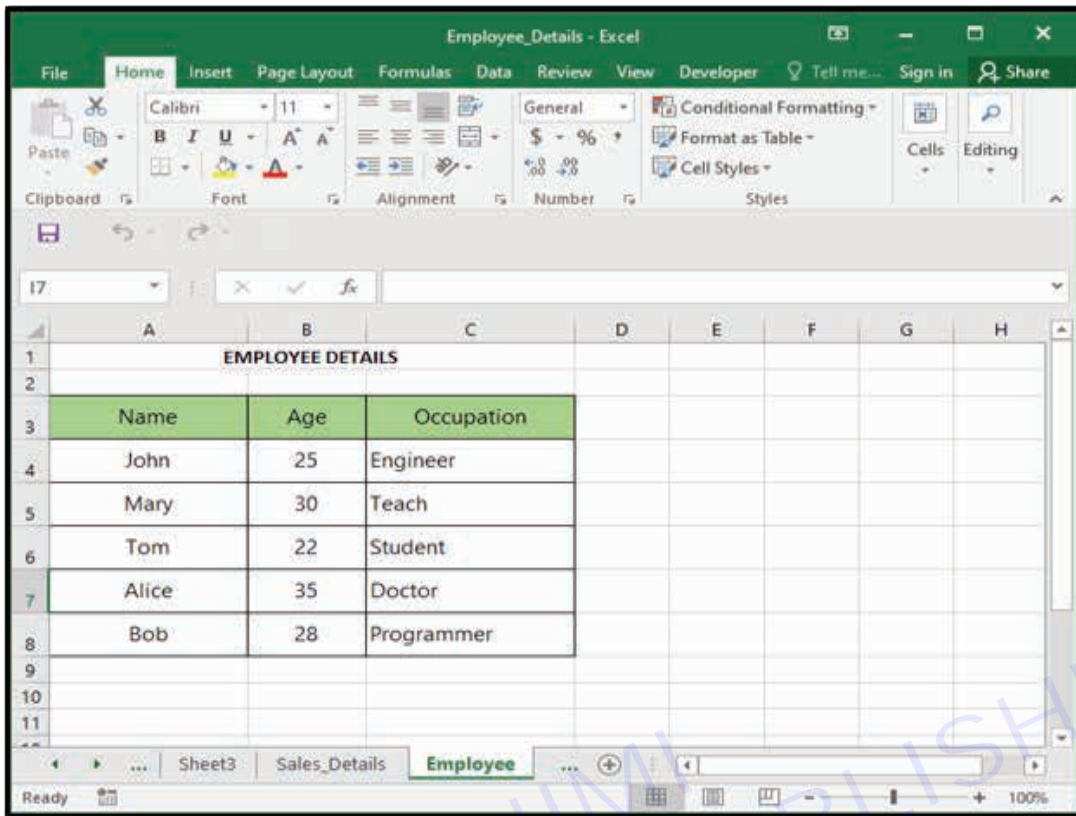 Employee_Details - Excel
File Home Insert Page Layout Formulas Data Review View Developer Tell me... Sign in Share
Calibri 11 General Conditional Formatting
Paste B I U A A $ % , Format as Table Cells Editing
A .00 .0 Cell Styles
Clipboard Font Alignment Number Styles
I7 fx
A B C D E F G H
1 EMPLOYEE DETAILS
2
3 Name Age Occupation
4 John 25 Engineer
5 Mary 30 Teach
6 Tom 22 Student
7 Alice 35 Doctor
8 Bob 28 Programmer
9
10
11
... Sheet3 Sales_Details Employee ...
Ready 100%